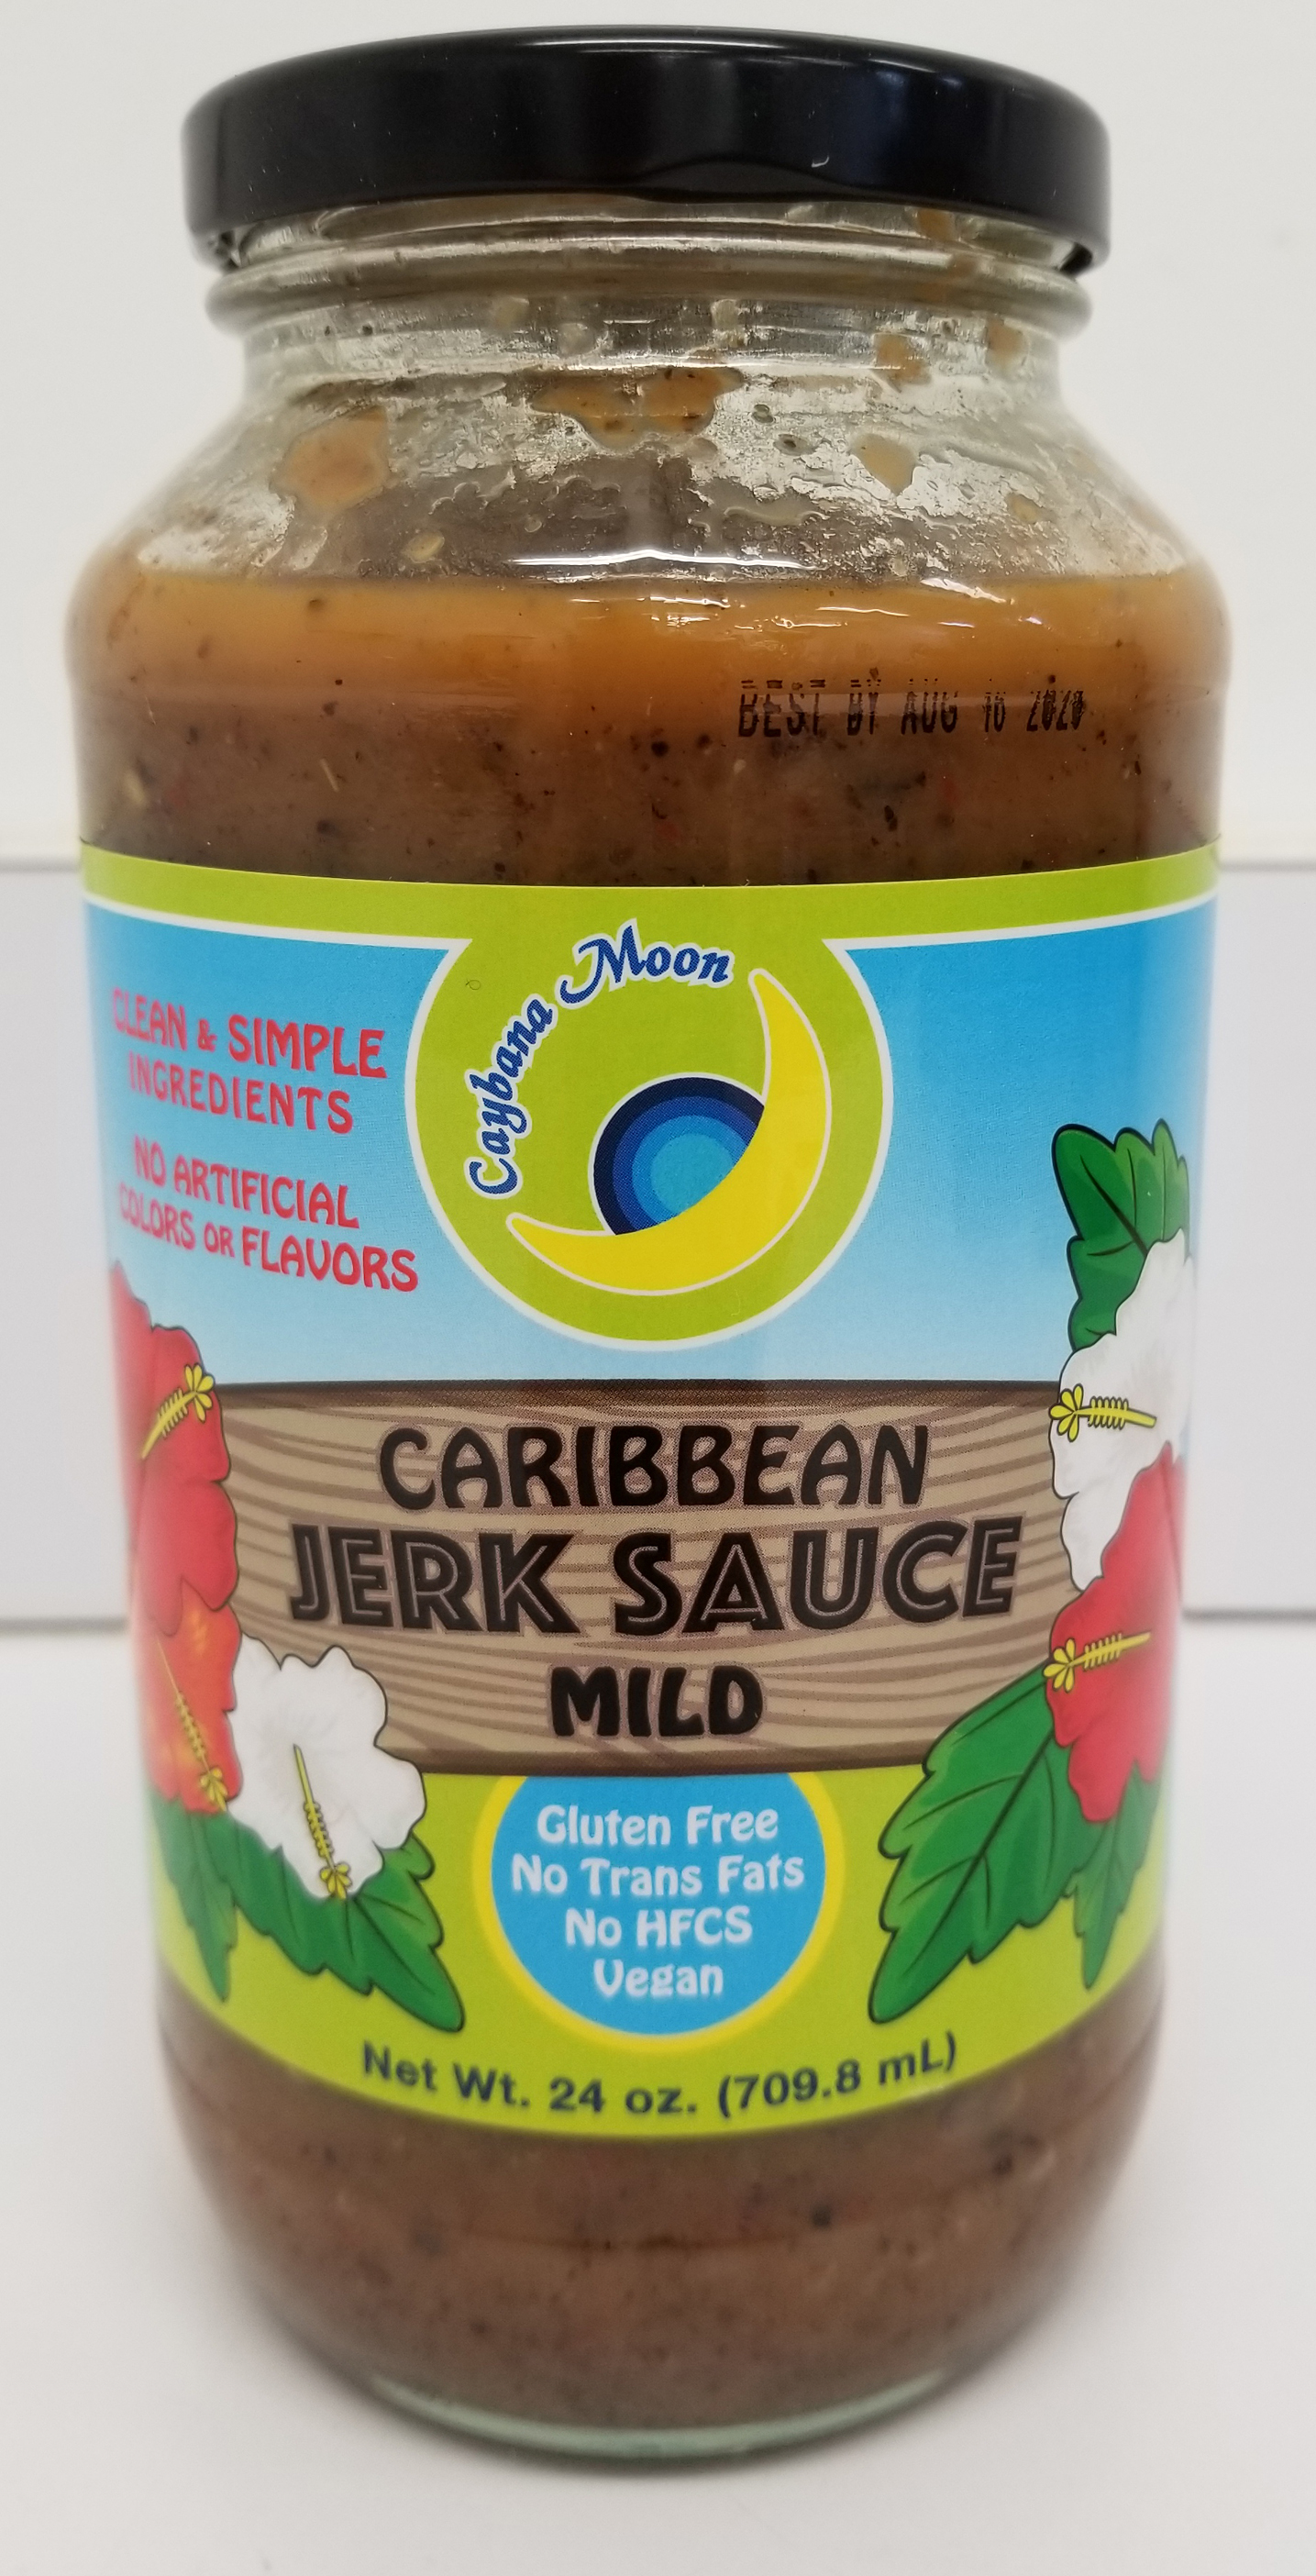 BEST BY AUG 16 2020
Caybana Moon
CLEAN & SIMPLE
INGREDIENTS
NO ARTIFICIAL
COLORS OR FLAVORS
CARIBBEAN
JERK SAUCE
MILD
Gluten Free
No Trans Fats
No HFCS
Vegan
Net Wt. 24 oz. (709.8 mL)